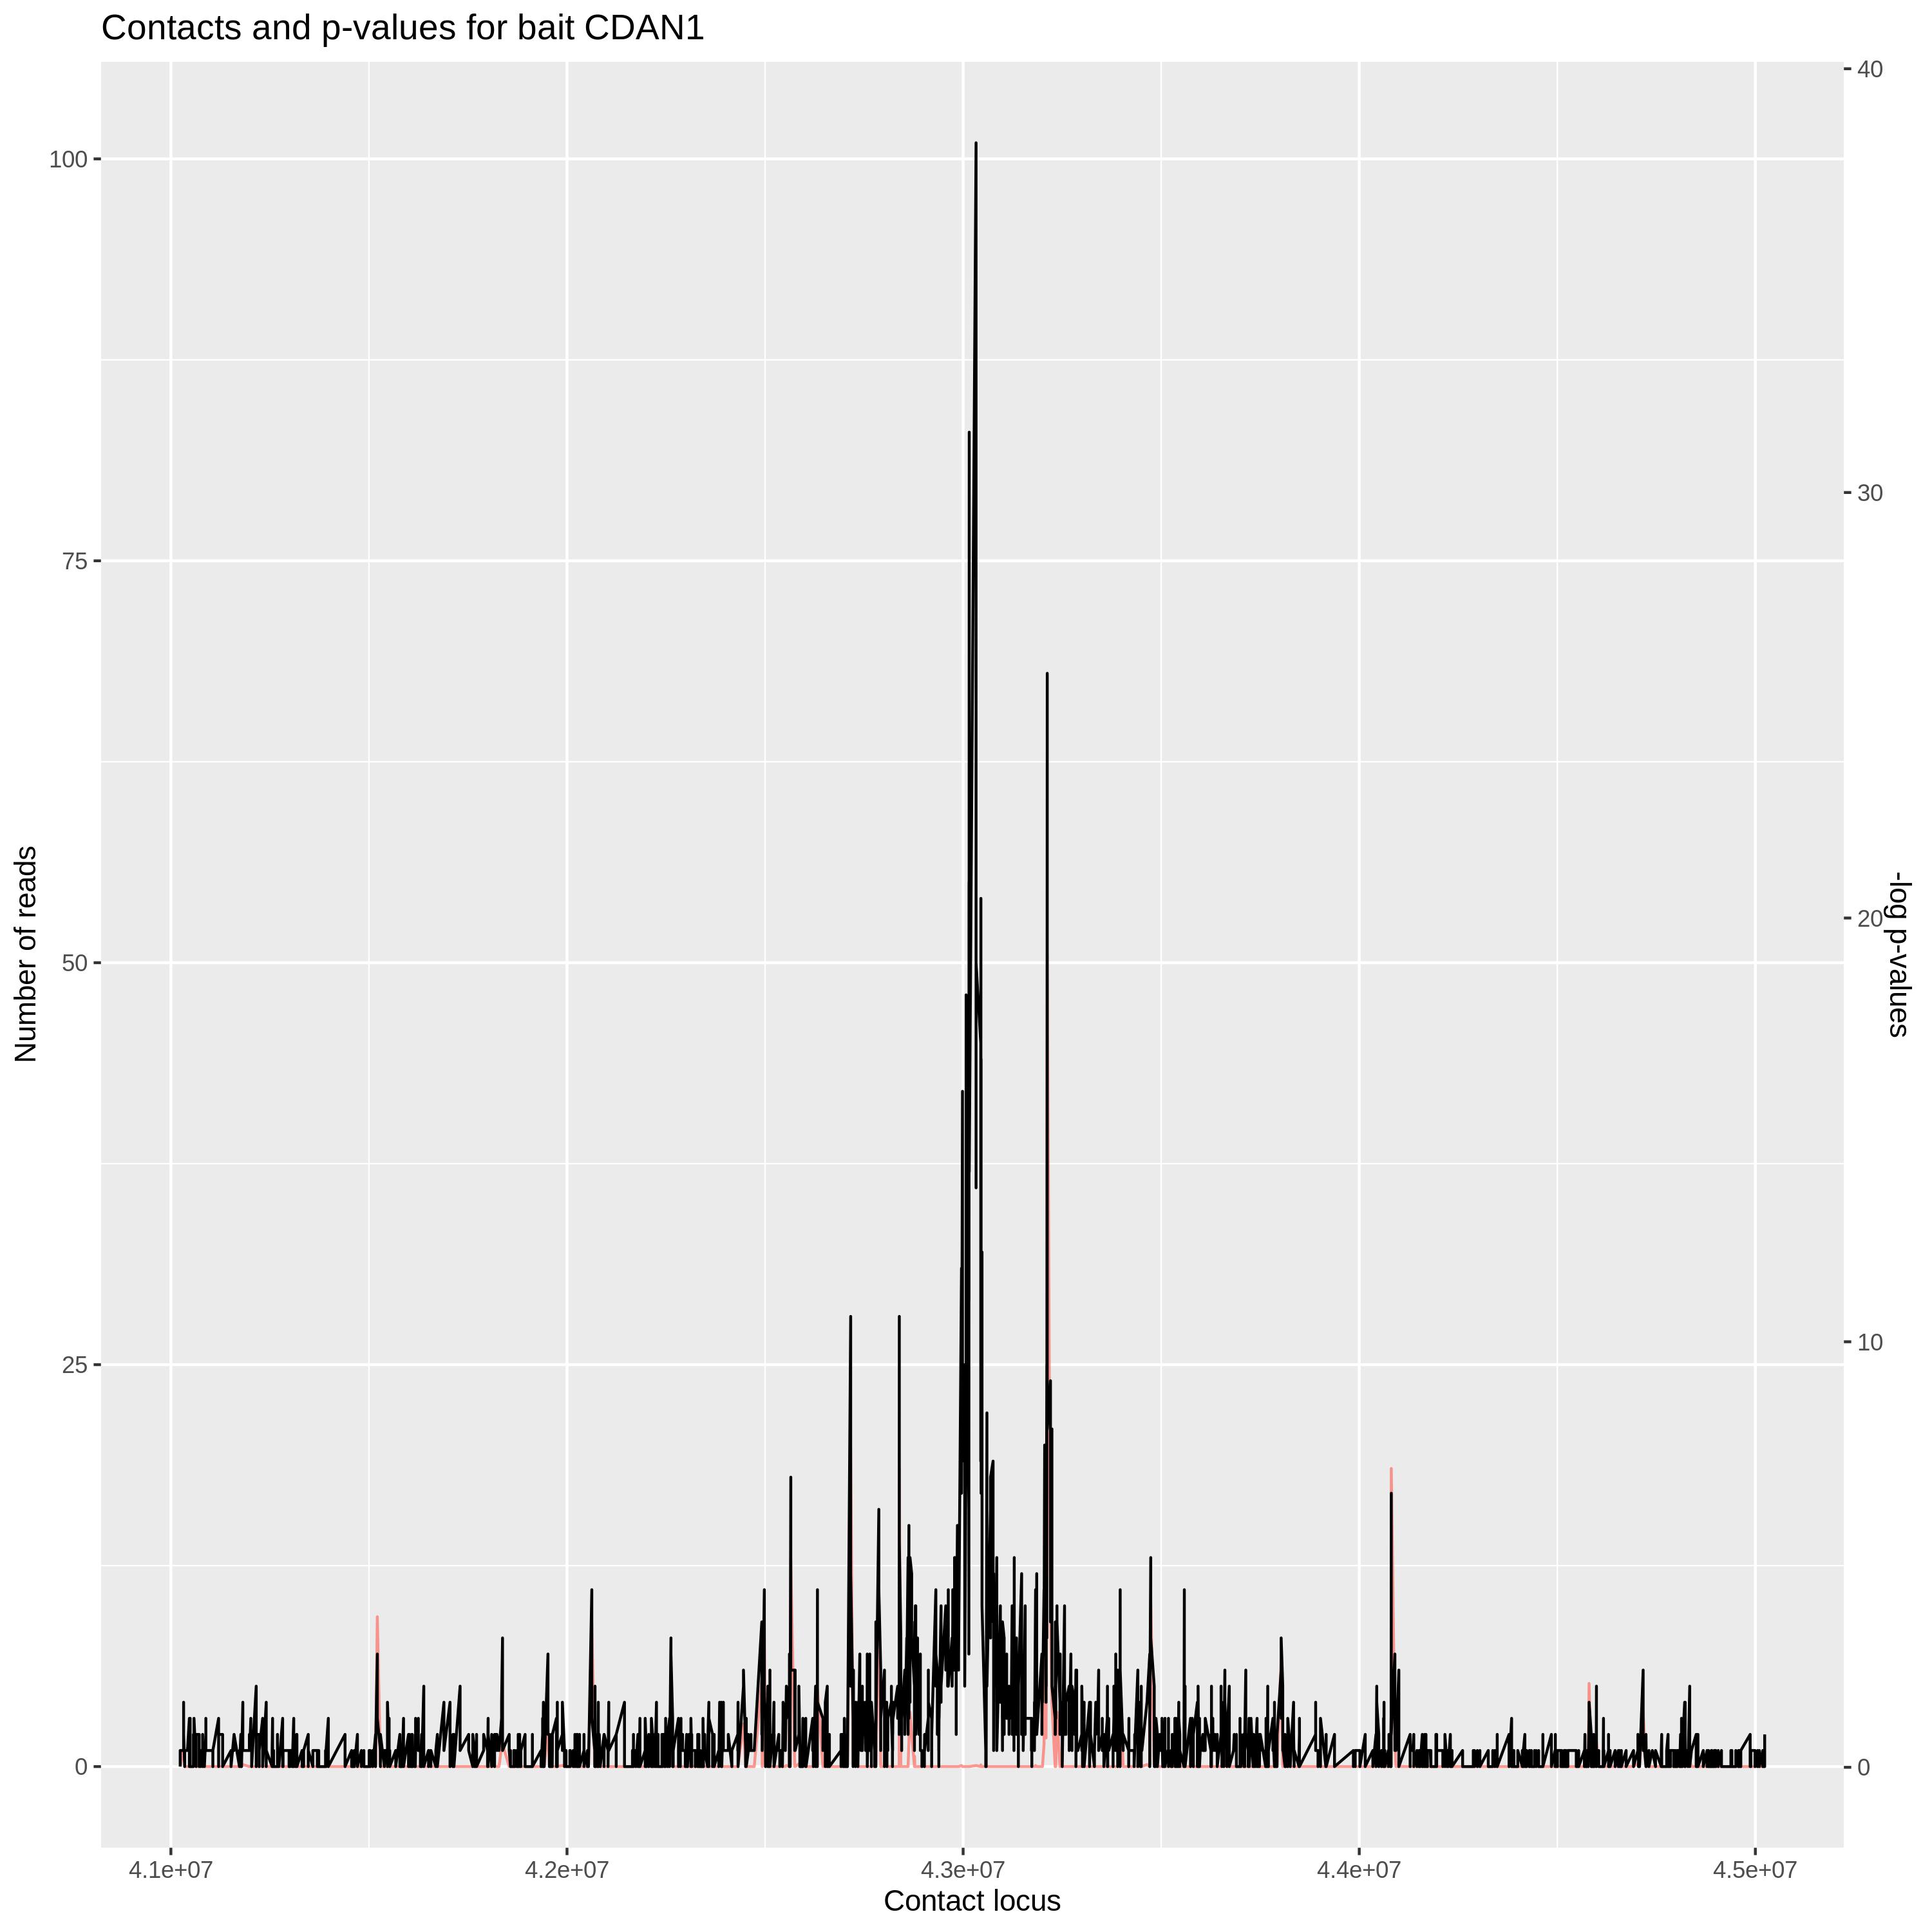 Contacts and p-values for bait CDAN1
Number of reads
100
75
50
25
0
40
30
20
10
0
-log p-values
4.1e+07
4.2e+07
4.3e+07
4.4e+07
4.5e+07
Contact locus